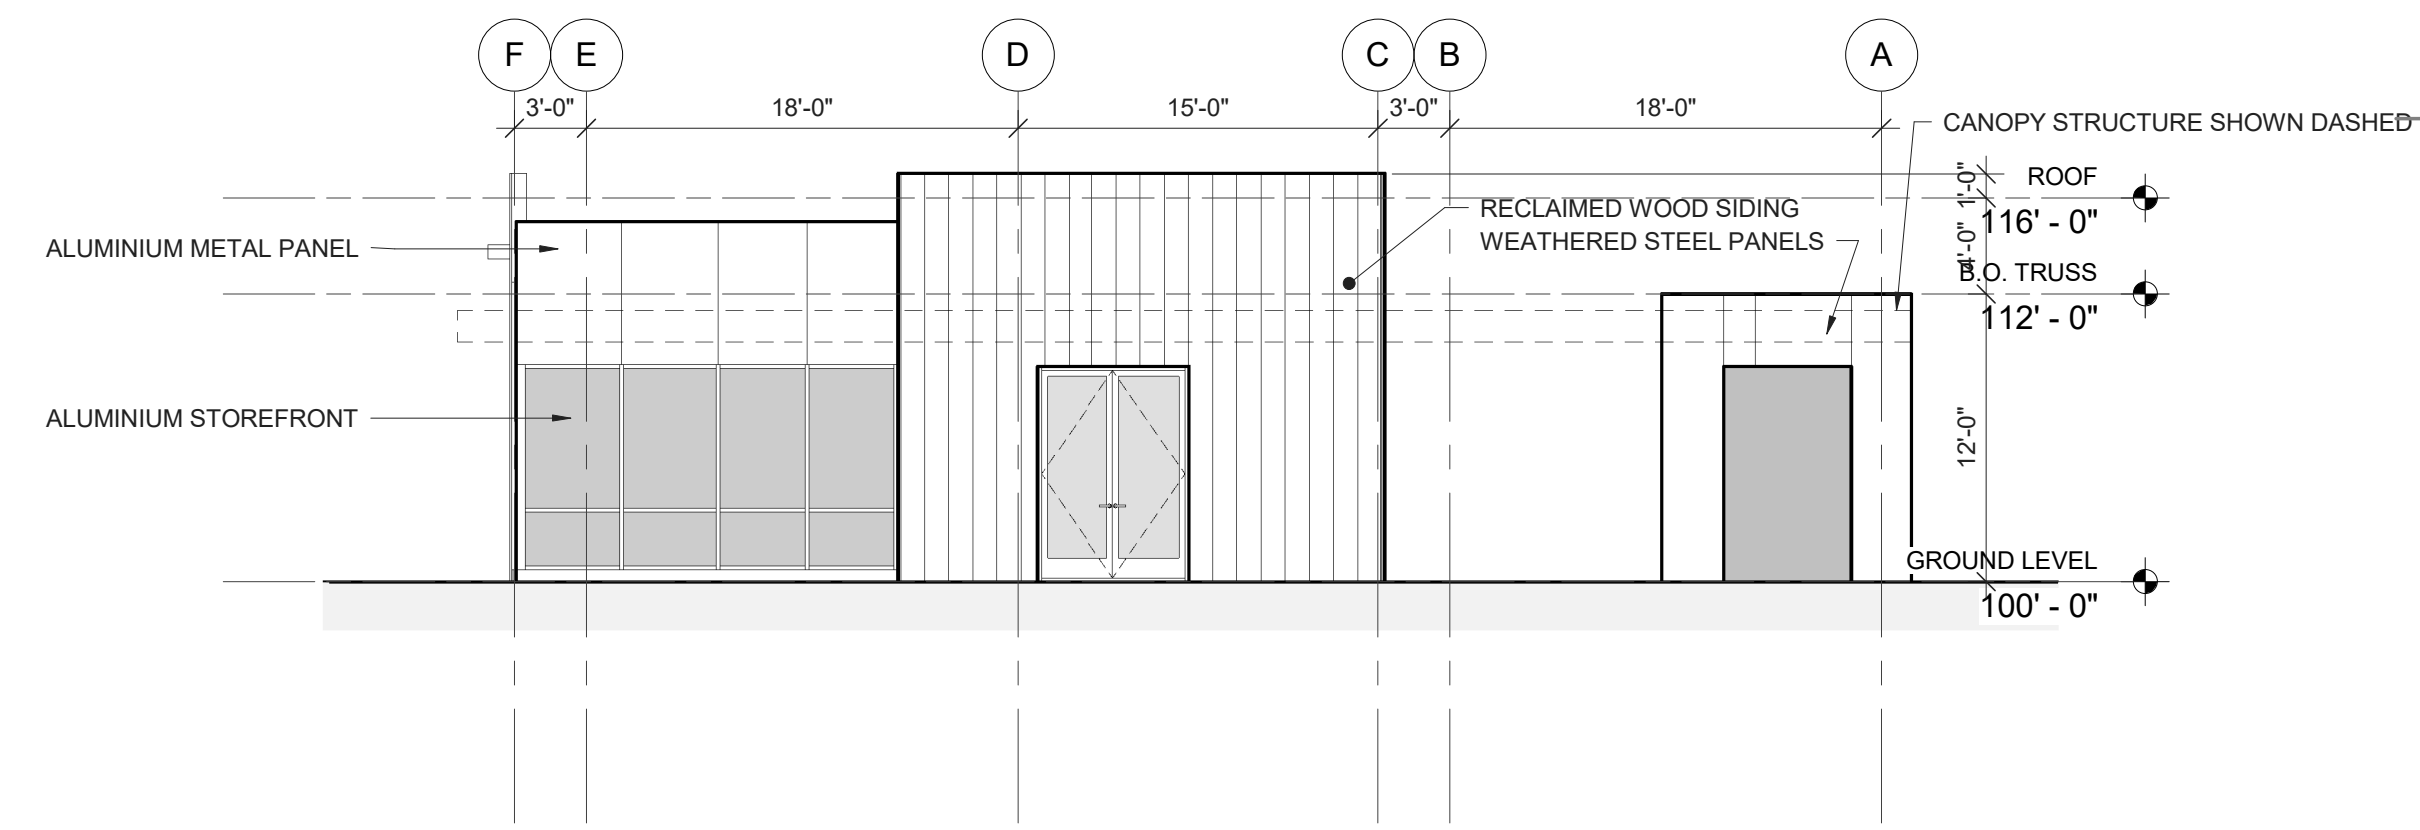 F E D C B A
3'-0" 18'-0" 15'-0" 3'-0" 18'-0"
CANOPY STRUCTURE SHOWN DASHED
1'-0"
ROOF
116' - 0"
RECLAIMED WOOD SIDING
WEATHERED STEEL PANELS
ALUMINIUM METAL PANEL
4'-0"
B.O. TRUSS
112' - 0"
ALUMINIUM STOREFRONT
12'-0"
GROUND LEVEL
100' - 0"